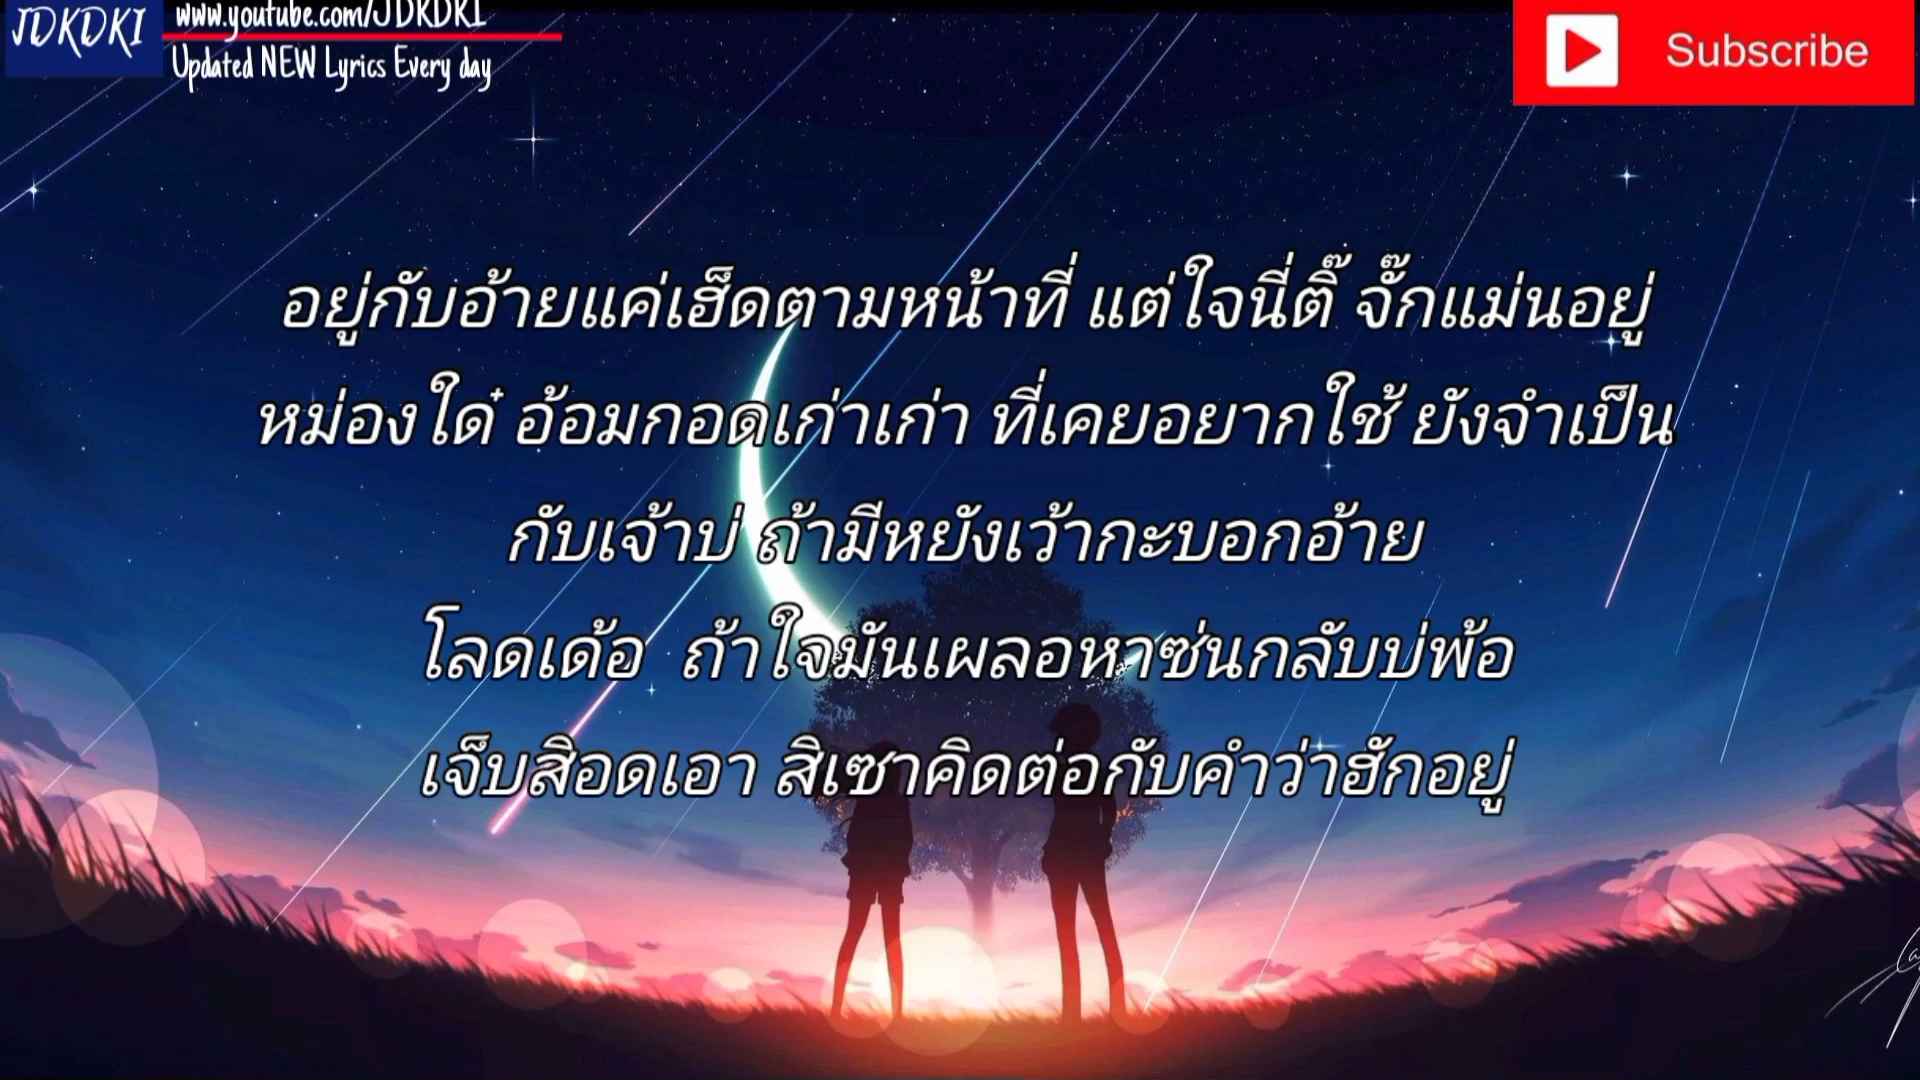 JDKDKI
www.youtube.com/JDKDKI
Updated NEW Lyrics Every day
Subscribe
อยู่กับอ้ายแค่เฮ็ดตามหน้าที่ แต่ใจนี่ติ๊ จั๊กแม่นอยู่
หม่องใด๋ อ้อมกอดเก่าเก่า ที่เคยอยากใช้ ยังจำเป็น
กับเจ้าบ่ ถ้ามีหยังเว้ากะบอกอ้าย
โลดเด้อ ถ้าใจมันเผลอหาซ่นกลับบ่พ้อ
เจ็บสิอดเอา สิเซาคิดต่อกับคำว่าฮักอยู่